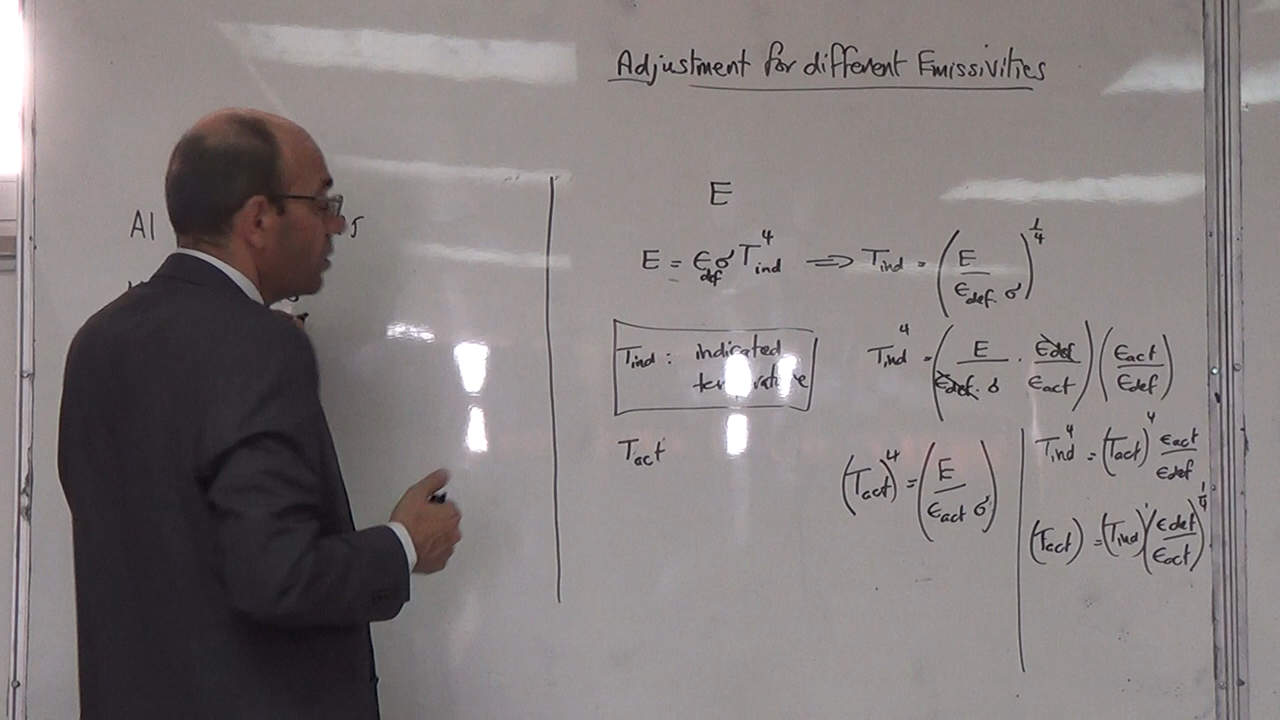 Adjustment for different Emissivities
Al 5
E
E = ϵdef σ T⁴ind ⟹ Tind = (E / ϵdef. σ)^¼
Tind : indicated temperature
T⁴ind = (E / ϵdef. σ · ϵdef / ϵact) (ϵact / ϵdef)
Tact
(Tact)⁴ = (E / ϵact σ)
T⁴ind = (Tact)⁴ ϵact / ϵdef
(Tact) = (Tind)' (ϵdef / ϵact)^¼